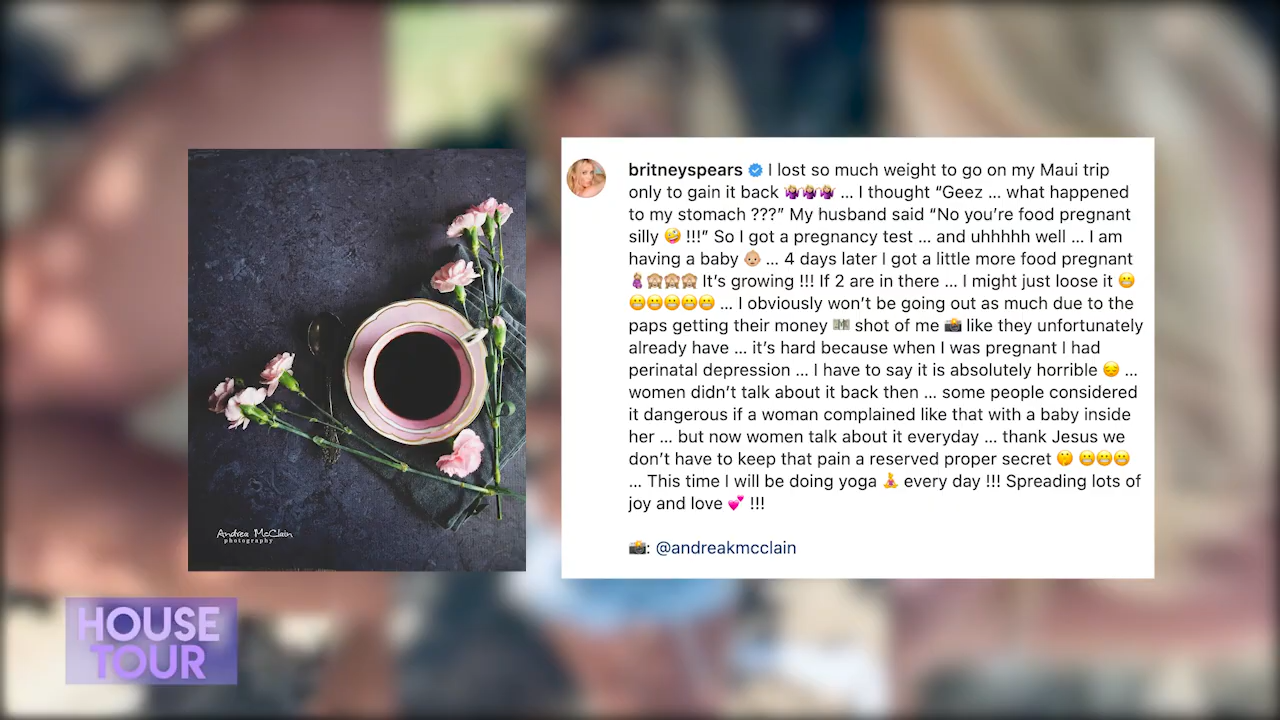 britneyspears I lost so much weight to go on my Maui trip
only to gain it back 🤷‍♀️🤷‍♀️🤷‍♀️ … I thought “Geez … what happened
to my stomach ???” My husband said “No you’re food pregnant
silly 🤪 !!!” So I got a pregnancy test … and uhhhhh well … I am
having a baby 👶🏼 … 4 days later I got a little more food pregnant
🤰🙈🙈🙈 It’s growing !!! If 2 are in there … I might just loose it 😬
😬😬😬😬😬 … I obviously won’t be going out as much due to the
paps getting their money 💵 shot of me 📸 like they unfortunately
already have … it’s hard because when I was pregnant I had
perinatal depression … I have to say it is absolutely horrible 😔 …
women didn’t talk about it back then … some people considered
it dangerous if a woman complained like that with a baby inside
her … but now women talk about it everyday … thank Jesus we
don’t have to keep that pain a reserved proper secret 🤫 😬😬😬
… This time I will be doing yoga 🧘‍♀️ every day !!! Spreading lots of
joy and love 💕 !!!
📸: @andreakmcclain
Andrea McClain
photography
HOUSE
TOUR